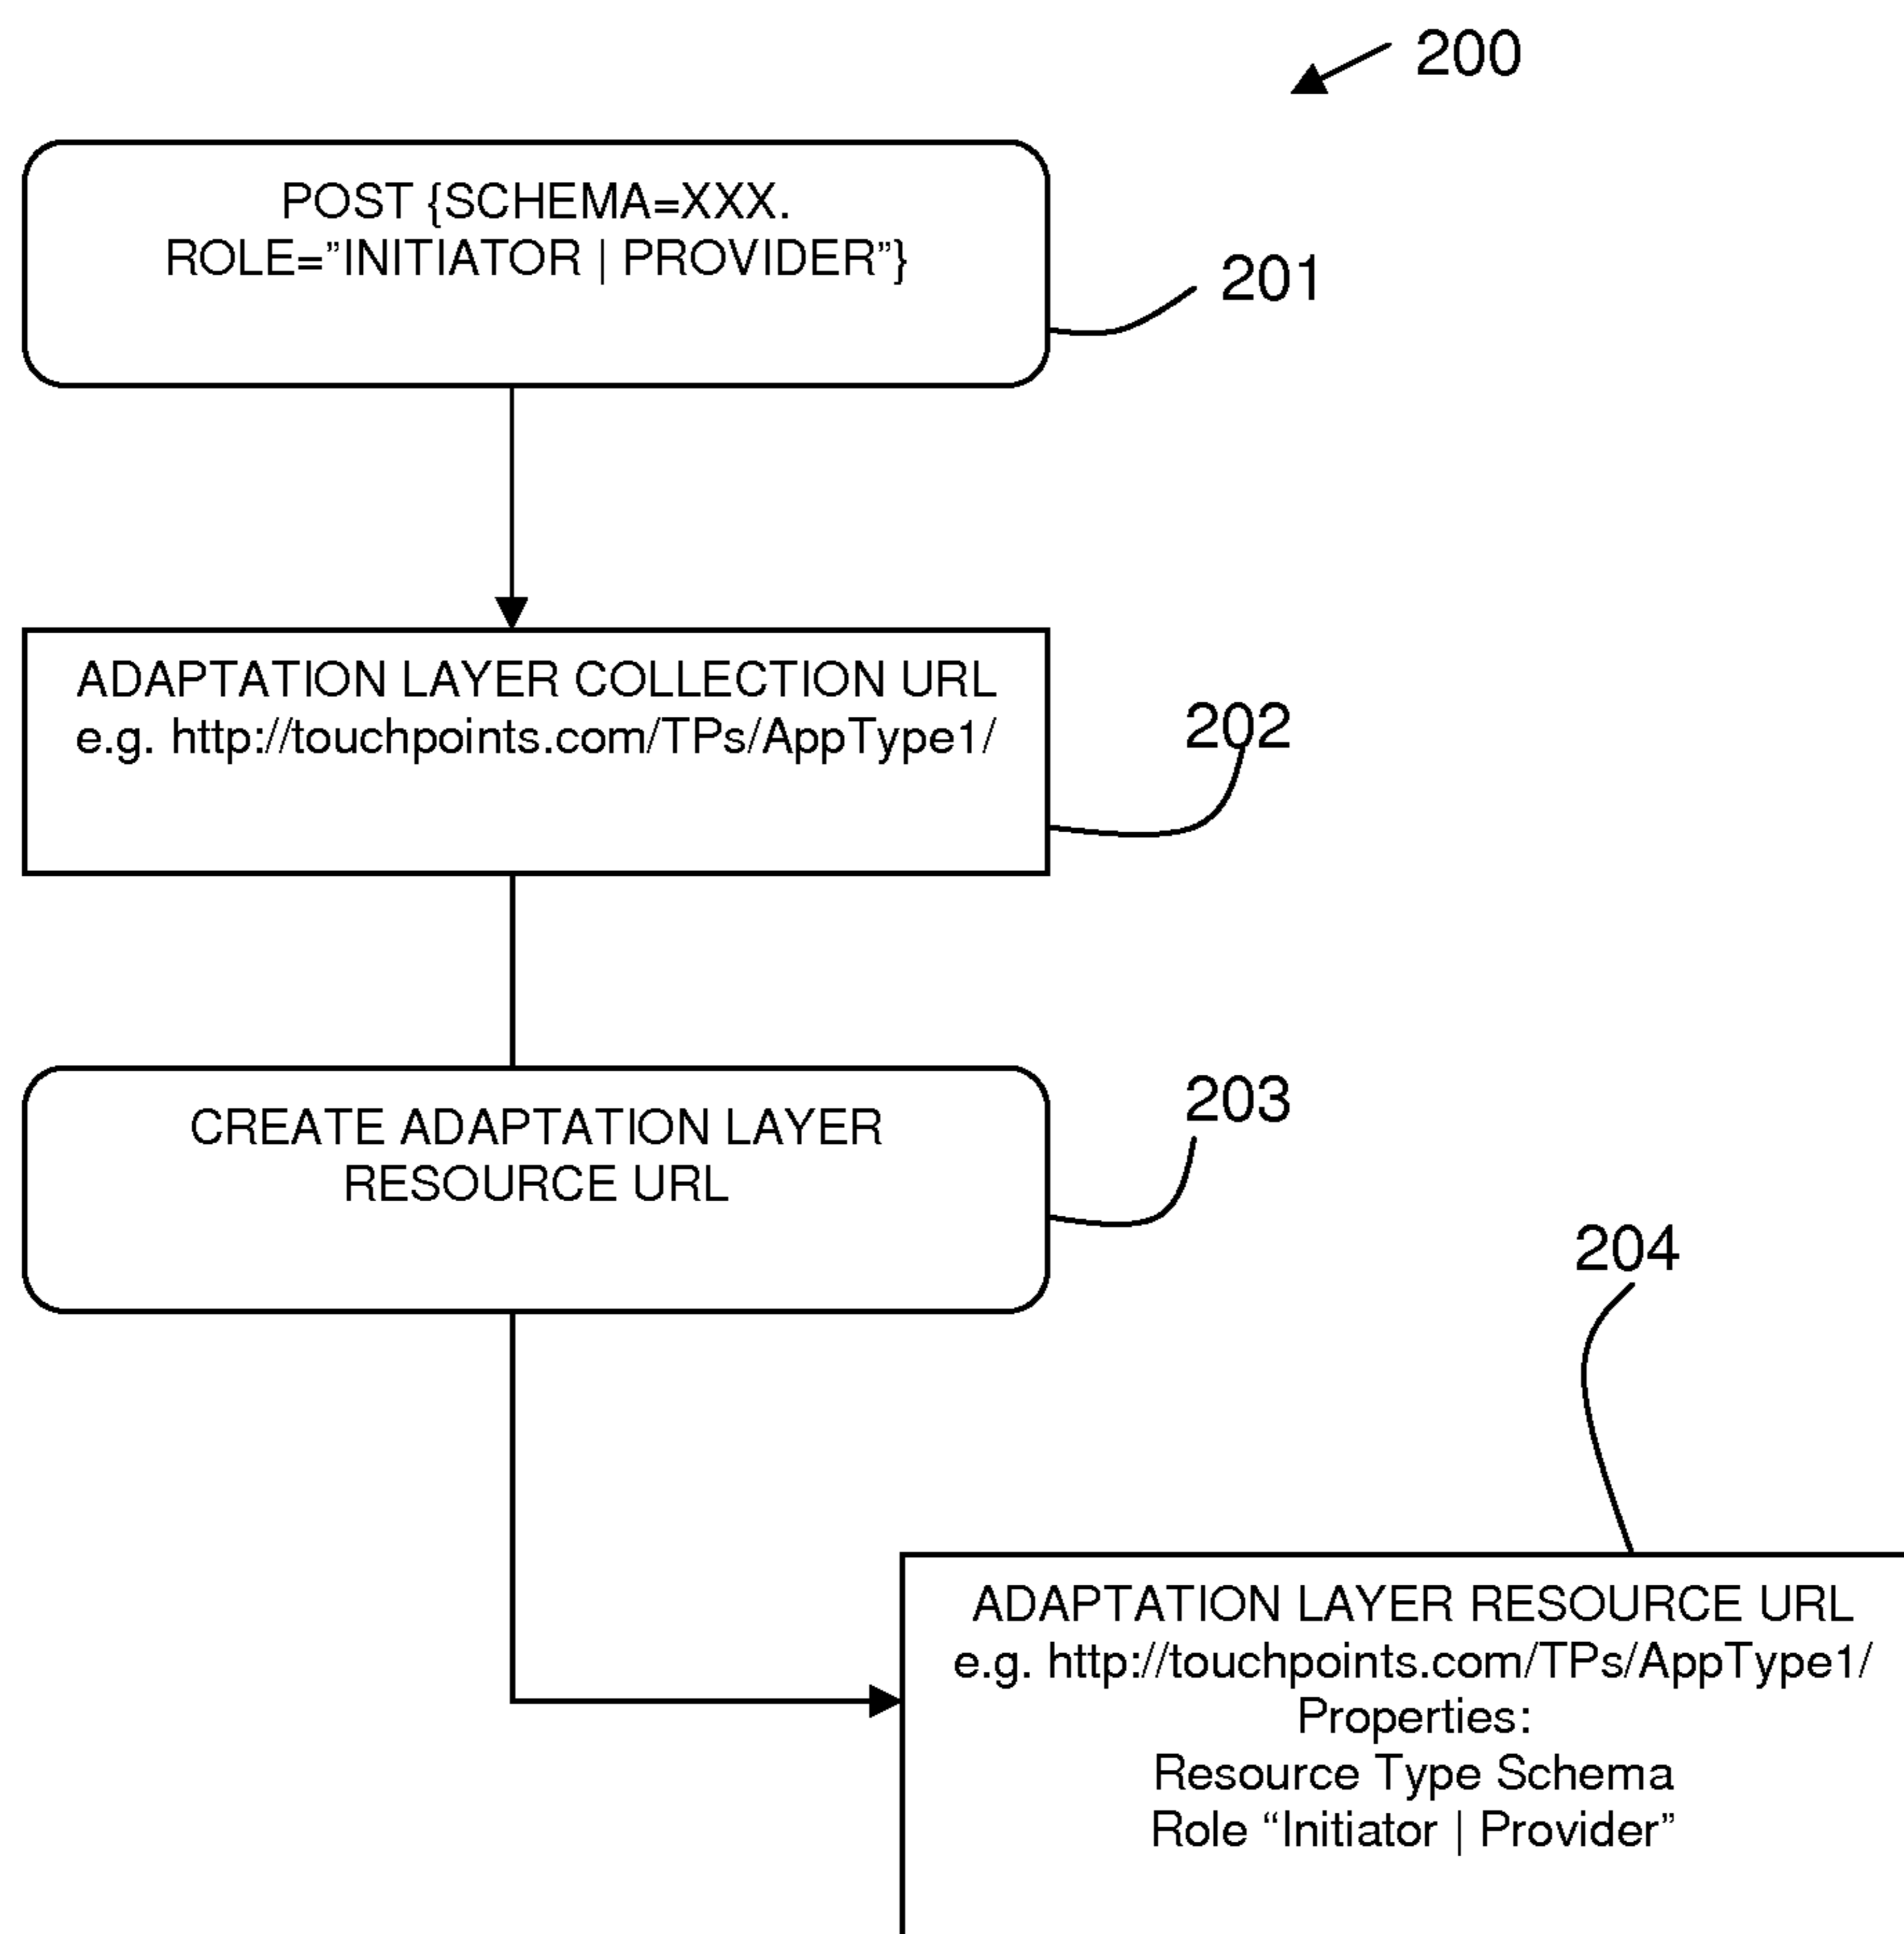 200
POST {SCHEMA=XXX.
ROLE=”INITIATOR | PROVIDER”}
201
ADAPTATION LAYER COLLECTION URL
e.g. http://touchpoints.com/TPs/AppType1/
202
CREATE ADAPTATION LAYER
RESOURCE URL
203
204
ADAPTATION LAYER RESOURCE URL
e.g. http://touchpoints.com/TPs/AppType1/
Properties:
Resource Type Schema
Role “Initiator | Provider”